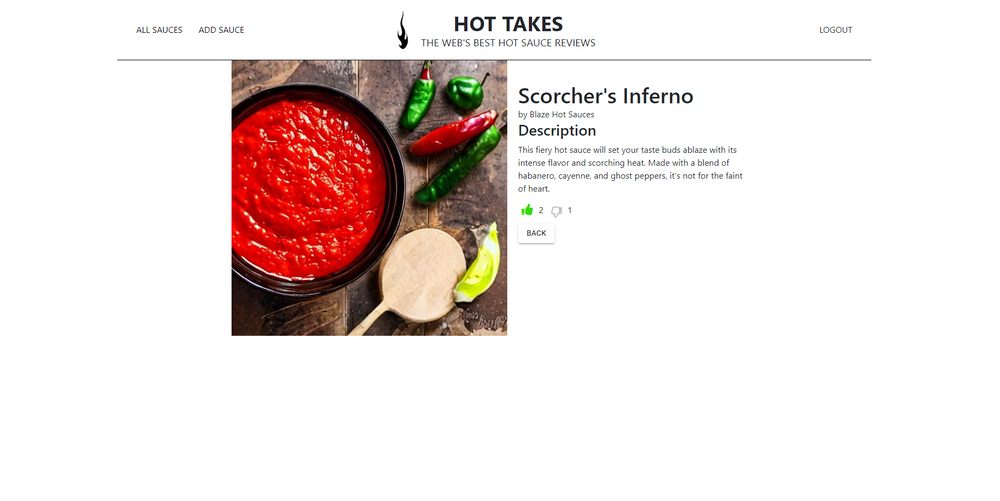 ALL SAUCES
ADD SAUCE
HOT TAKES
THE WEB'S BEST HOT SAUCE REVIEWS
LOGOUT
Scorcher's Inferno
by Blaze Hot Sauces
Description
This fiery hot sauce will set your taste buds ablaze with its
intense flavor and scorching heat. Made with a blend of
habanero, cayenne, and ghost peppers, it's not for the faint
of heart.
2 1
BACK